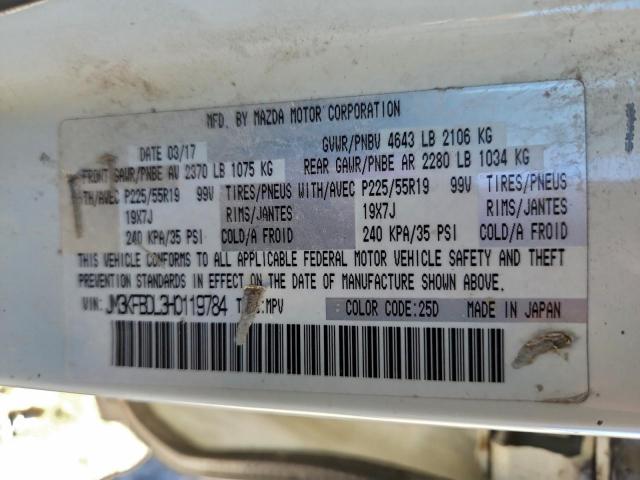 MFD. BY MAZDA MOTOR CORPORATION
DATE 03/17 GVWR/PNBV 4643 LB 2106 KG
FRONT GAWR/PNBE AV 2370 LB 1075 KG REAR GAWR/PNBE AR 2280 LB 1034 KG
TH/AVEC P225/55R19 99V TIRES/PNEUS WITH/AVEC P225/55R19 99V TIRES/PNEUS
19X7J RIMS/JANTES 19X7J RIMS/JANTES
240 KPA/35 PSI COLD/A FROID 240 KPA/35 PSI COLD/A FROID
THIS VEHICLE CONFORMS TO ALL APPLICABLE FEDERAL MOTOR VEHICLE SAFETY AND THEFT
PREVENTION STANDARDS IN EFFECT ON THE DATE OF MANUFACTURE SHOWN ABOVE.
VIN: JM3KFBDL3H0119784 :MPV COLOR CODE:25D MADE IN JAPAN